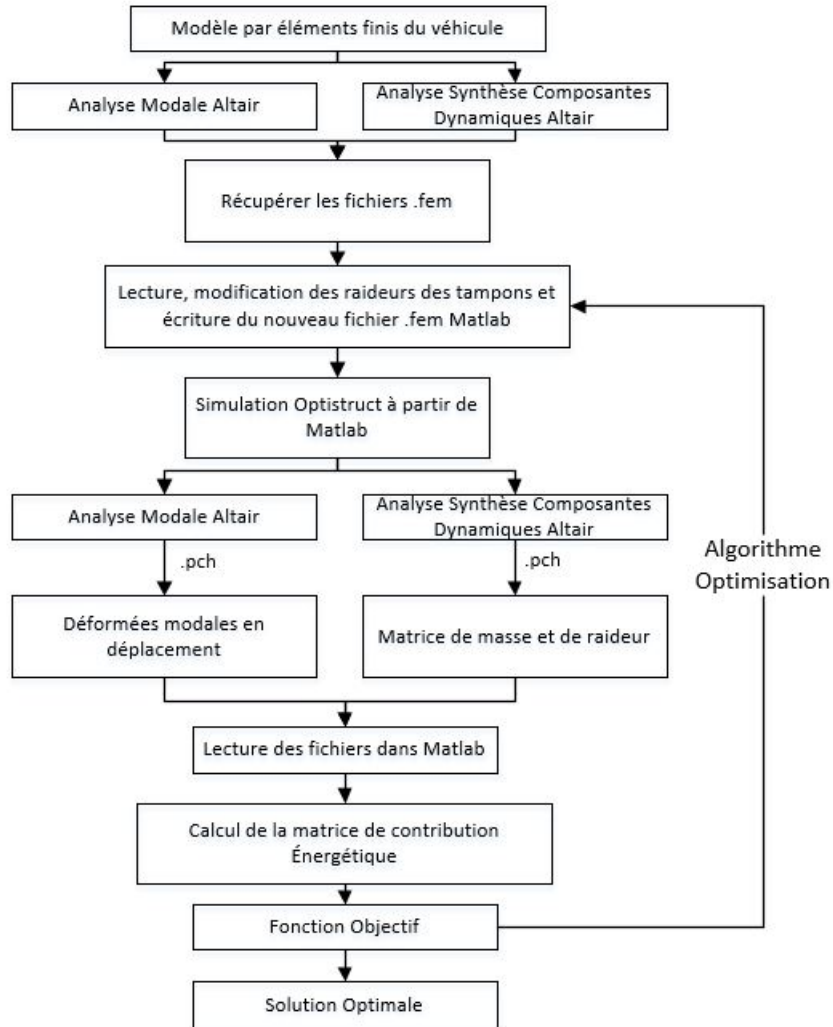 Modèle par éléments finis du véhicule
Analyse Modale Altair
Analyse Synthèse Composantes
Dynamiques Altair
Récupérer les fichiers .fem
Lecture, modification des raideurs des tampons et
écriture du nouveau fichier .fem Matlab
Simulation Optistruct à partir de
Matlab
Analyse Modale Altair
Analyse Synthèse Composantes
Dynamiques Altair
.pch
.pch
Algorithme
Optimisation
Déformées modales en
déplacement
Matrice de masse et de raideur
Lecture des fichiers dans Matlab
Calcul de la matrice de contribution
Énergétique
Fonction Objectif
Solution Optimale